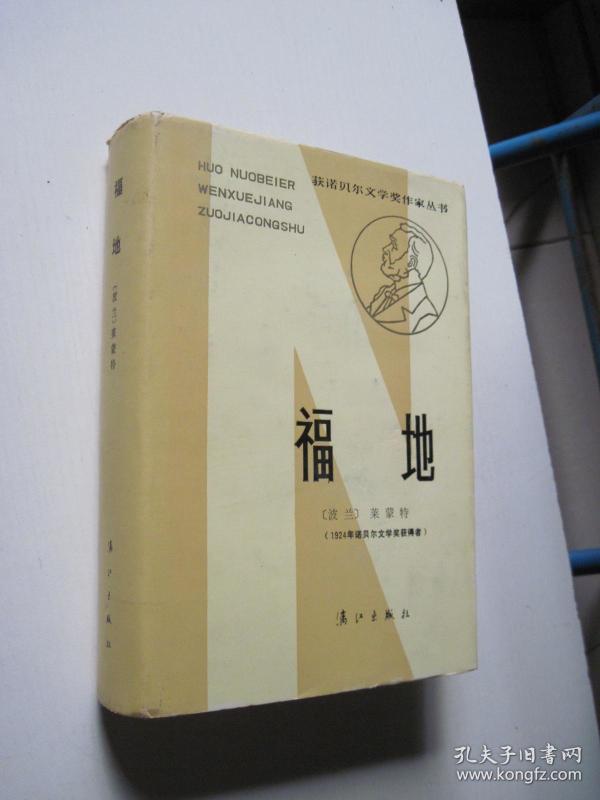 HUO NUOBEIER
WENXUEJIANG
ZUOJIACONGSHU
获诺贝尔文学奖作家丛书
福地
〔波兰〕莱蒙特
(1924年诺贝尔文学奖获得者)
漓江出版社
福地
〔波兰〕莱蒙特
漓江出版社
孔夫子旧书网
www.kongfz.com